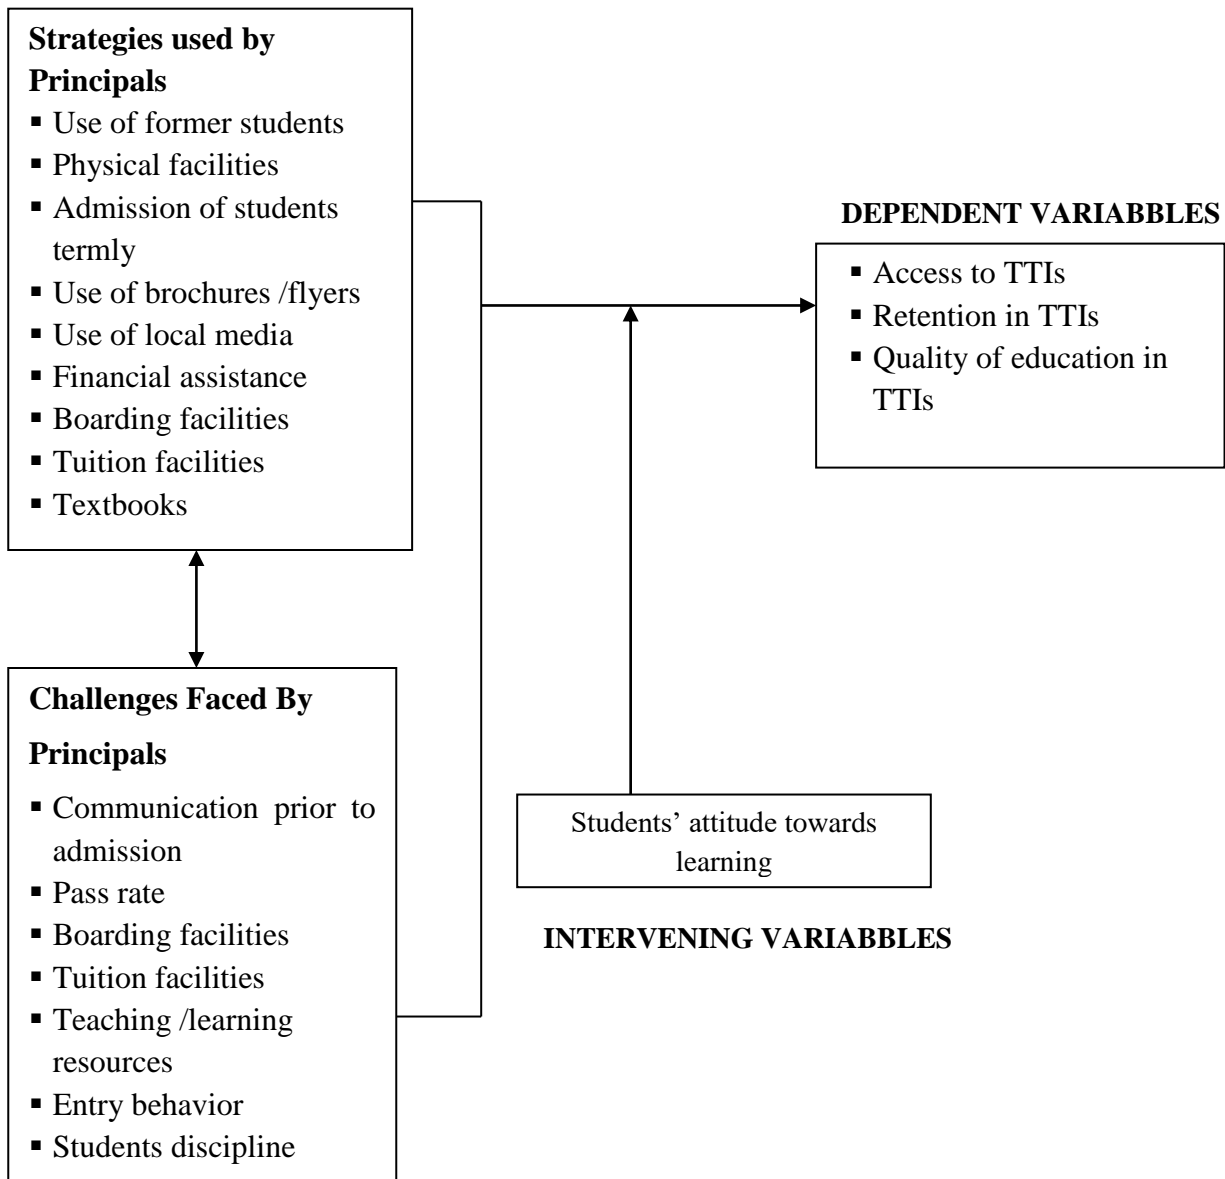 Strategies used by
Principals
▪ Use of former students
▪ Physical facilities
▪ Admission of students
termly
▪ Use of brochures /flyers
▪ Use of local media
▪ Financial assistance
▪ Boarding facilities
▪ Tuition facilities
▪ Textbooks
DEPENDENT VARIABBLES
▪ Access to TTIs
▪ Retention in TTIs
▪ Quality of education in
TTIs
Challenges Faced By
Principals
▪ Communication prior to
admission
▪ Pass rate
▪ Boarding facilities
▪ Tuition facilities
▪ Teaching /learning
resources
▪ Entry behavior
▪ Students discipline
Students’ attitude towards
learning
INTERVENING VARIABBLES